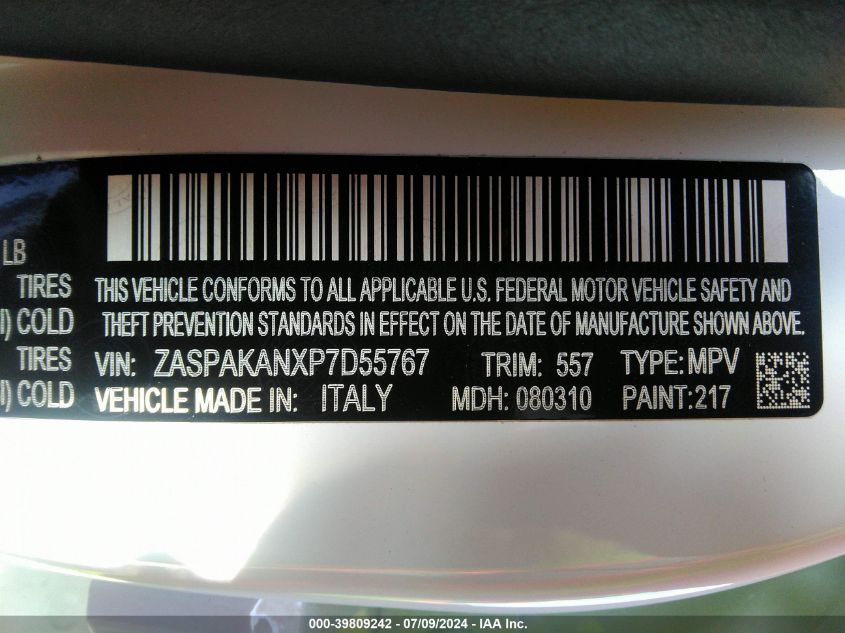 LB
TIRES
THIS VEHICLE CONFORMS TO ALL APPLICABLE U.S. FEDERAL MOTOR VEHICLE SAFETY AND
I) COLD
THEFT PREVENTION STANDARDS IN EFFECT ON THE DATE OF MANUFACTURE SHOWN ABOVE.
TIRES
VIN: ZASPAKANXP7D55767 TRIM: 557 TYPE: MPV
I) COLD
VEHICLE MADE IN: ITALY MDH: 080310 PAINT: 217
000-39809242 - 07/09/2024 - IAA Inc.